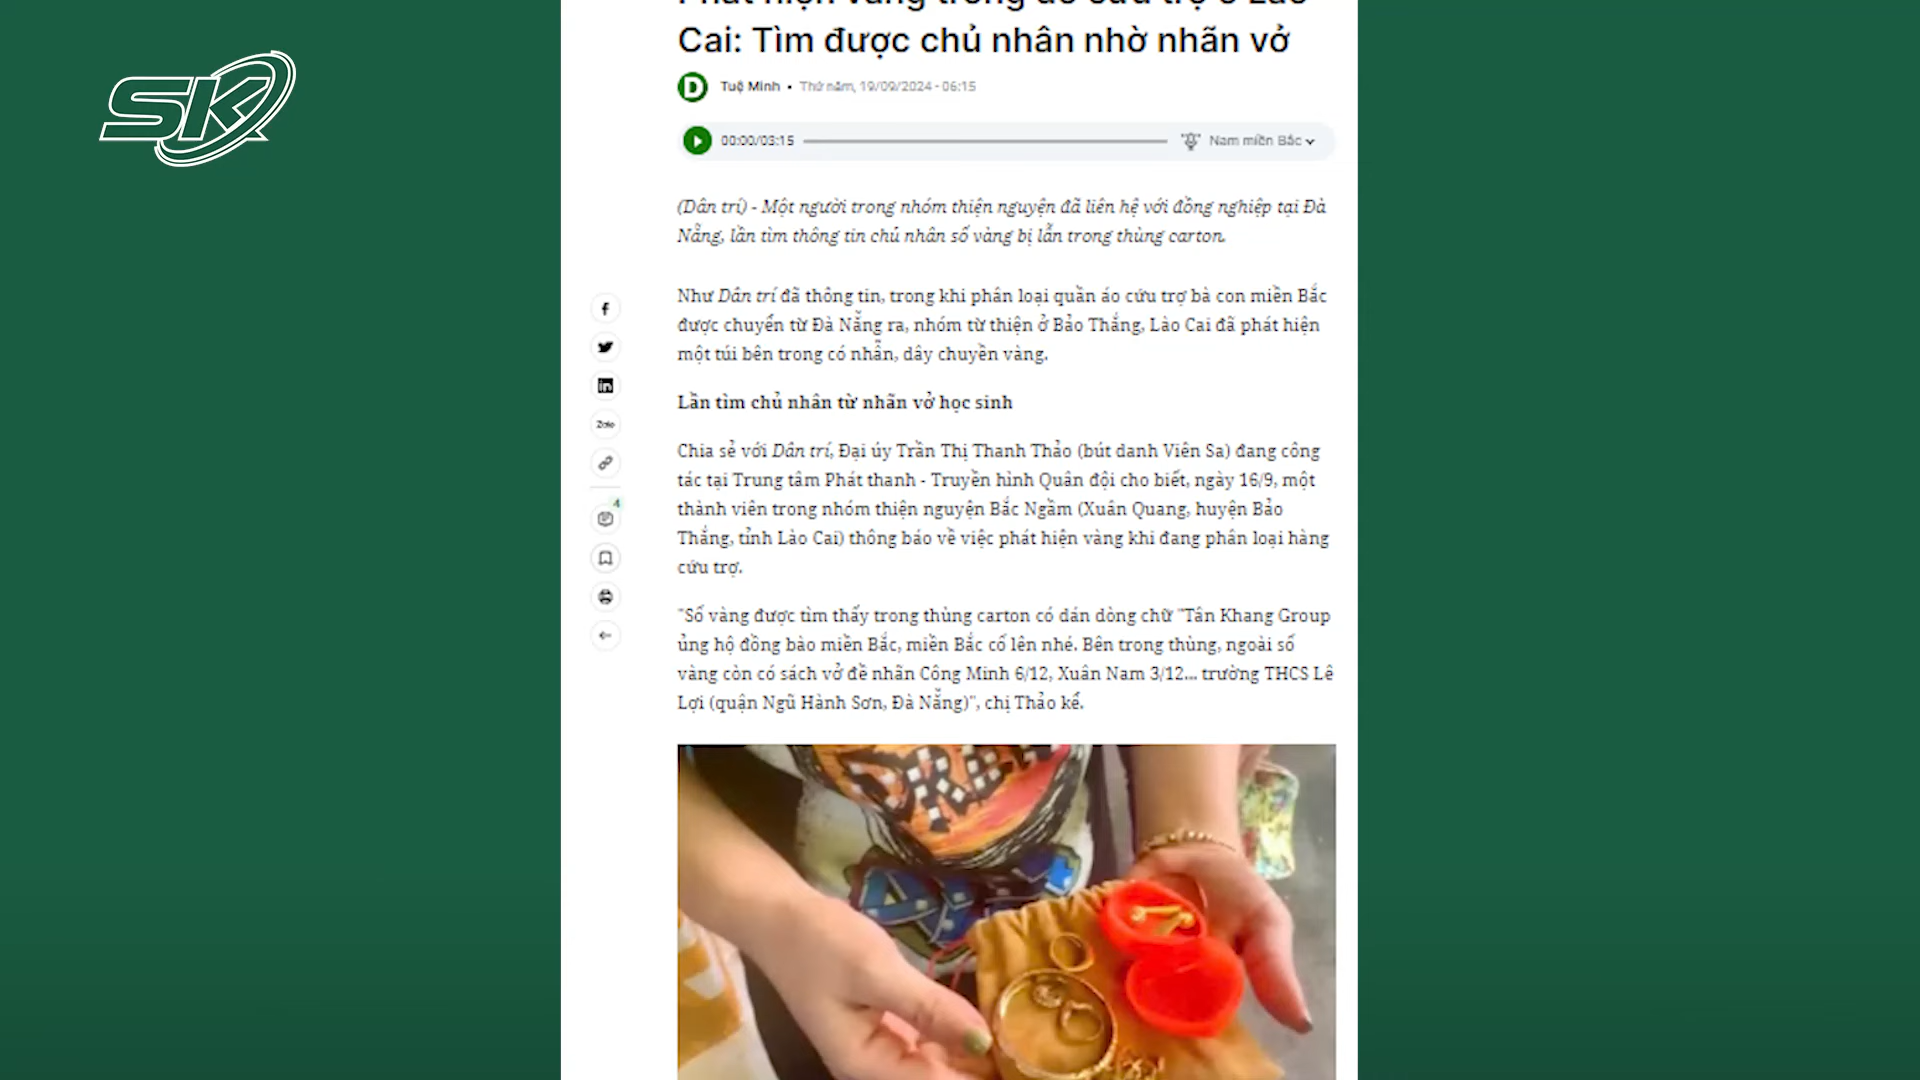 SK
Phát hiện vàng trong đồ cứu trợ ở Lào
Cai: Tìm được chủ nhân nhờ nhãn vở
D
Tuệ Minh • Thứ năm, 19/09/2024 - 06:15
00:00/03:15
Nam miền Bắc
(Dân trí) - Một người trong nhóm thiện nguyện đã liên hệ với đồng nghiệp tại Đà
Nẵng, lần tìm thông tin chủ nhân số vàng bị lẫn trong thùng carton.
Như Dân trí đã thông tin, trong khi phân loại quần áo cứu trợ bà con miền Bắc
được chuyển từ Đà Nẵng ra, nhóm từ thiện ở Bảo Thắng, Lào Cai đã phát hiện
một túi bên trong có nhẫn, dây chuyền vàng.
Lần tìm chủ nhân từ nhãn vở học sinh
Chia sẻ với Dân trí, Đại úy Trần Thị Thanh Thảo (bút danh Viên Sa) đang công
tác tại Trung tâm Phát thanh - Truyền hình Quân đội cho biết, ngày 16/9, một
thành viên trong nhóm thiện nguyện Bắc Ngầm (Xuân Quang, huyện Bảo
Thắng, tỉnh Lào Cai) thông báo về việc phát hiện vàng khi đang phân loại hàng
cứu trợ.
"Số vàng được tìm thấy trong thùng carton có dán dòng chữ "Tân Khang Group
ủng hộ đồng bào miền Bắc, miền Bắc cố lên nhé. Bên trong thùng, ngoài số
vàng còn có sách vở đề nhãn Công Minh 6/12, Xuân Nam 3/12... trường THCS Lê
Lợi (quận Ngũ Hành Sơn, Đà Nẵng)", chị Thảo kể.
f
in
Zalo
4